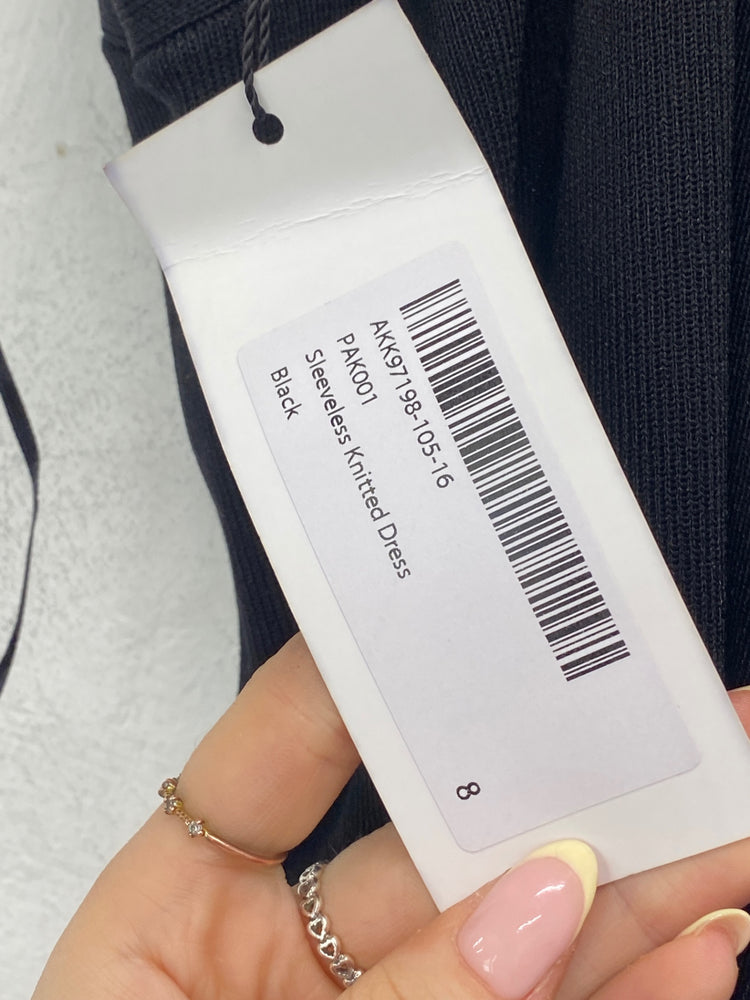 AKK97198-105-16
PAK001
Sleeveless Knitted Dress
Black
8